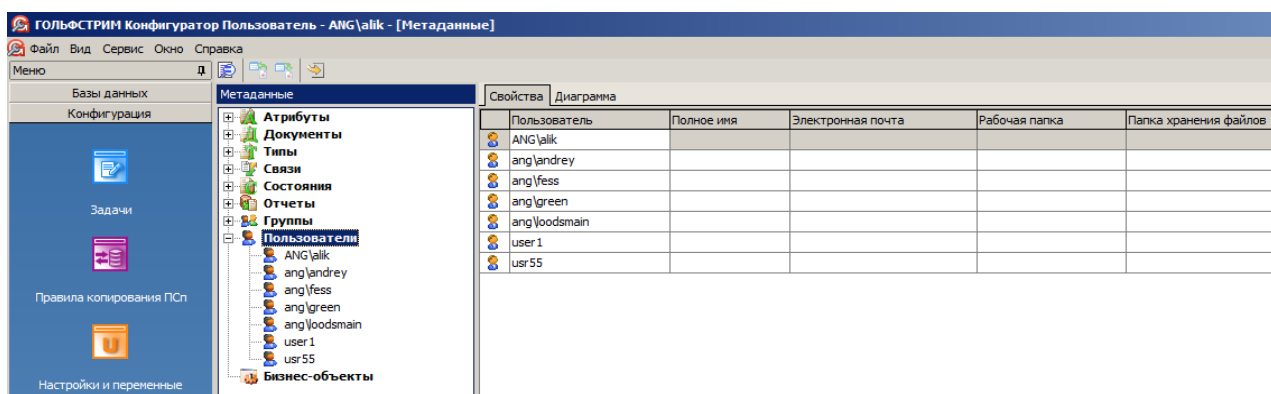 ГОЛЬФСТРИМ Конфигуратор Пользователь - ANG\alik - [Метаданные]
Файл Вид Сервис Окно Справка
Меню
Базы данных
Конфигурация
Задачи
Правила копирования ПСп
Настройки и переменные
Метаданные
Атрибуты
Документы
Типы
Связи
Состояния
Отчеты
Группы
Пользователи
ANG\alik
ang\andrey
ang\fess
ang\green
ang\loodsmain
user1
usr55
Бизнес-объекты
Свойства Диаграмма
Пользователь Полное имя Электронная почта Рабочая папка Папка хранения файлов
ANG\alik
ang\andrey
ang\fess
ang\green
ang\loodsmain
user1
usr55